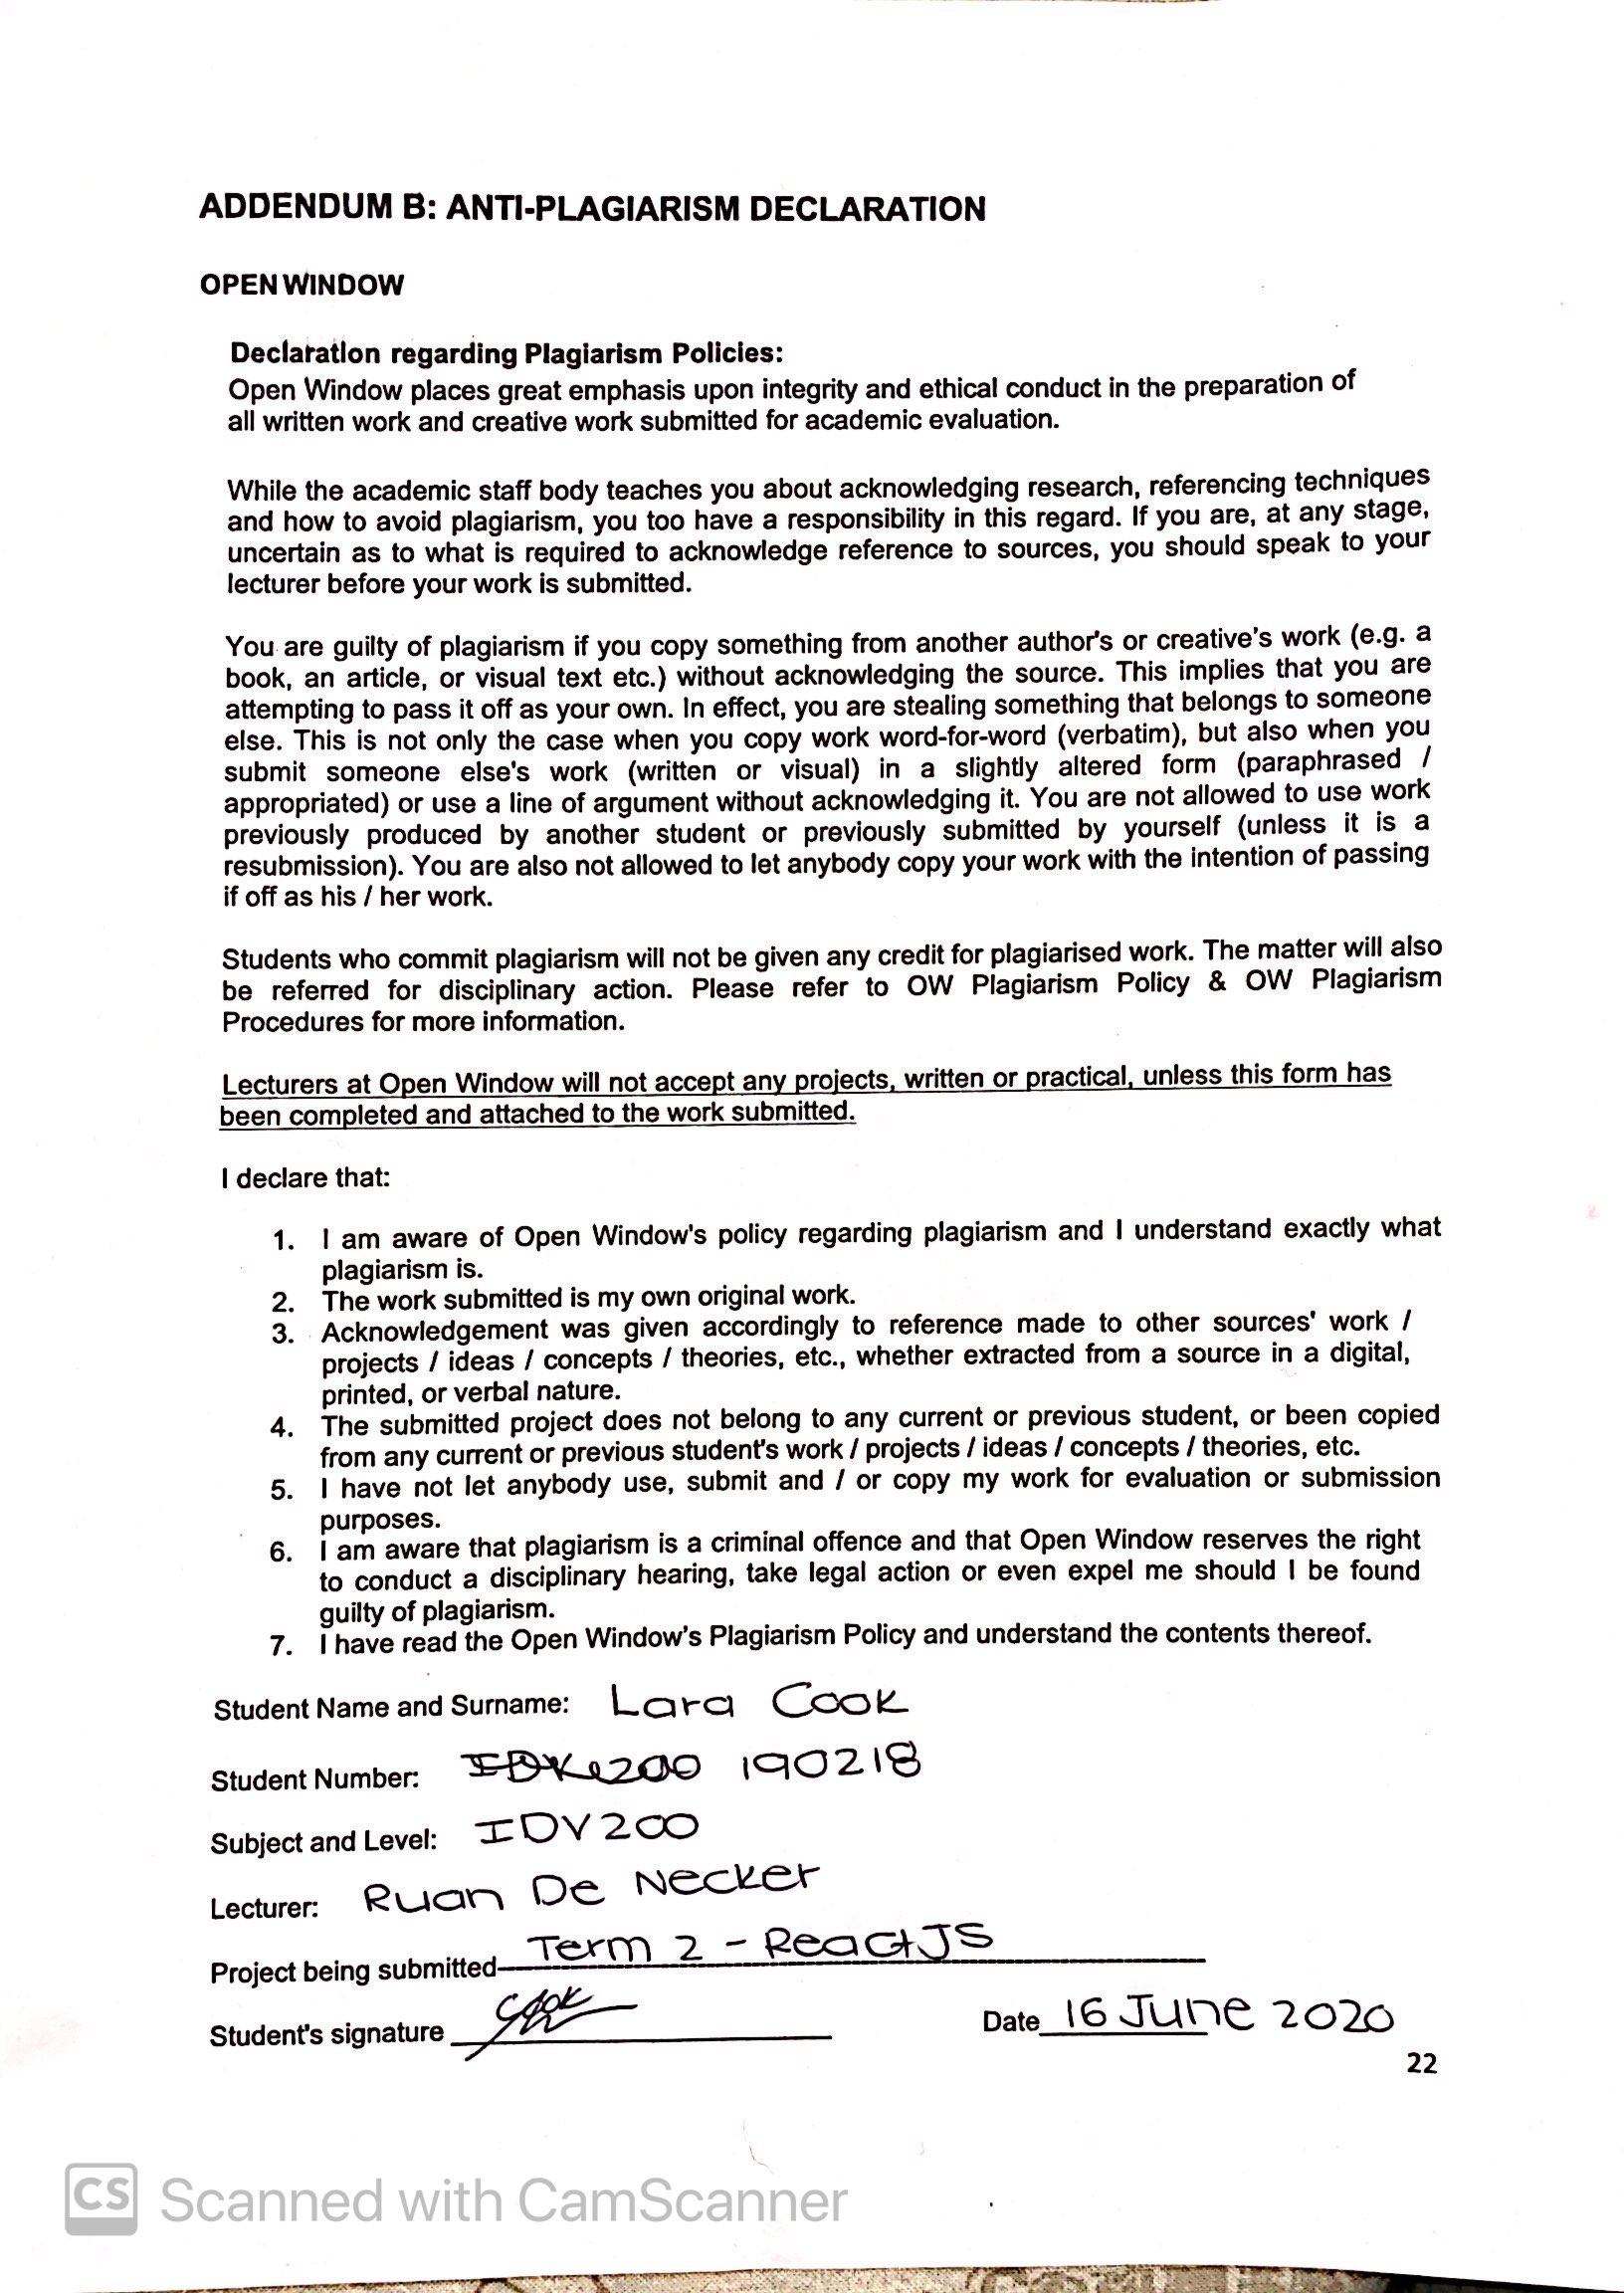 ADDENDUM B: ANTI-PLAGIARISM DECLARATION
OPEN WINDOW
Declaration regarding Plagiarism Policies:
Open Window places great emphasis upon integrity and ethical conduct in the preparation of
all written work and creative work submitted for academic evaluation.
While the academic staff body teaches you about acknowledging research, referencing techniques
and how to avoid plagiarism, you too have a responsibility in this regard. If you are, at any stage,
uncertain as to what is required to acknowledge reference to sources, you should speak to your
lecturer before your work is submitted.
You are guilty of plagiarism if you copy something from another author's or creative's work (e.g. a
book, an article, or visual text etc.) without acknowledging the source. This implies that you are
attempting to pass it off as your own. In effect, you are stealing something that belongs to someone
else. This is not only the case when you copy work word-for-word (verbatim), but also when you
submit someone else's work (written or visual) in a slightly altered form (paraphrased /
appropriated) or use a line of argument without acknowledging it. You are not allowed to use work
previously produced by another student or previously submitted by yourself (unless it is a
resubmission). You are also not allowed to let anybody copy your work with the intention of passing
if off as his / her work.
Students who commit plagiarism will not be given any credit for plagiarised work. The matter will also
be referred for disciplinary action. Please refer to OW Plagiarism Policy & OW Plagiarism
Procedures for more information.
Lecturers at Open Window will not accept any projects, written or practical, unless this form has
been completed and attached to the work submitted.
I declare that:
1. I am aware of Open Window's policy regarding plagiarism and I understand exactly what
plagiarism is.
2. The work submitted is my own original work.
3. Acknowledgement was given accordingly to reference made to other sources' work /
projects / ideas / concepts / theories, etc., whether extracted from a source in a digital,
printed, or verbal nature.
4. The submitted project does not belong to any current or previous student, or been copied
from any current or previous student's work / projects / ideas / concepts / theories, etc.
5. I have not let anybody use, submit and / or copy my work for evaluation or submission
purposes.
6. I am aware that plagiarism is a criminal offence and that Open Window reserves the right
to conduct a disciplinary hearing, take legal action or even expel me should I be found
guilty of plagiarism.
7. I have read the Open Window's Plagiarism Policy and understand the contents thereof.
Student Name and Surname: Lara Cook
Student Number: 190218
Subject and Level: IDV200
Lecturer: Ruan De Necker
Project being submitted Term 2 - ReactJS
Student's signature Date 16 June 2020
22
CS Scanned with CamScanner